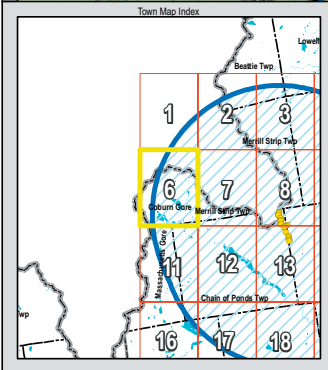 Town Map Index
Lowell
Beattie Twp
1
2
3
Merrill Strip Twp
6
7
8
Coburn Gore
Merrill Strip Twp
Massachusetts Gore
11
12
13
Chain of Ponds Twp
Twp
16
17
18